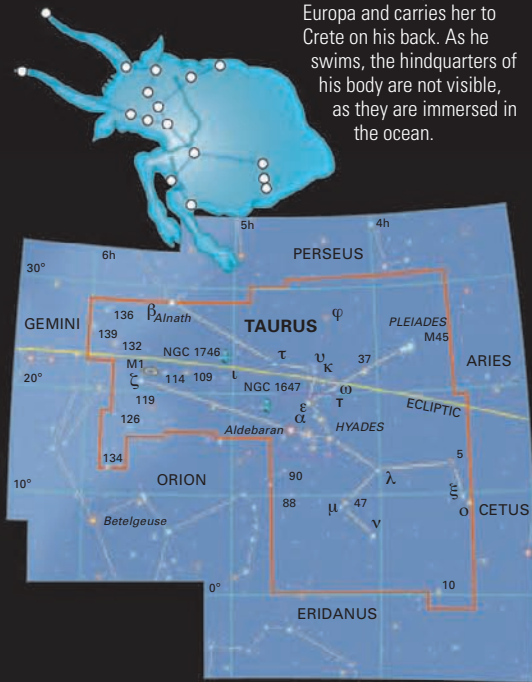 Europa and carries her to
Crete on his back. As he
swims, the hindquarters of
his body are not visible,
as they are immersed in
the ocean.
5h
4h
6h
PERSEUS
30°
136
β
Alnath
TAURUS
φ
GEMINI
139
PLEIADES
132
M45
M1
NGC 1746
τ
υ
κ
37
ARIES
20°
ζ
114
109
ι
NGC 1647
ω
119
ε
τ
ECLIPTIC
126
α
Aldebaran
HYADES
134
5
ORION
90
λ
10°
88
μ
47
ξ
ο
CETUS
Betelgeuse
ν
10
0°
ERIDANUS